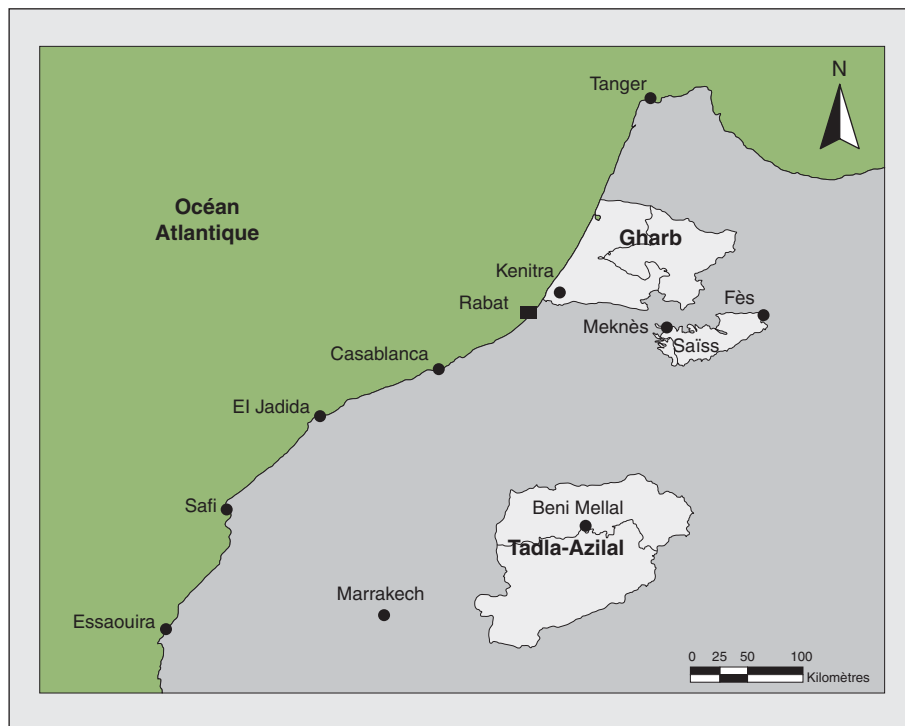 Tanger
N
Océan
Atlantique
Gharb
Kenitra
Rabat
Fès
Meknès
Saïss
Casablanca
El Jadida
Safi
Beni Mellal
Tadla-Azilal
Marrakech
Essaouira
0 25 50 100
Kilomètres